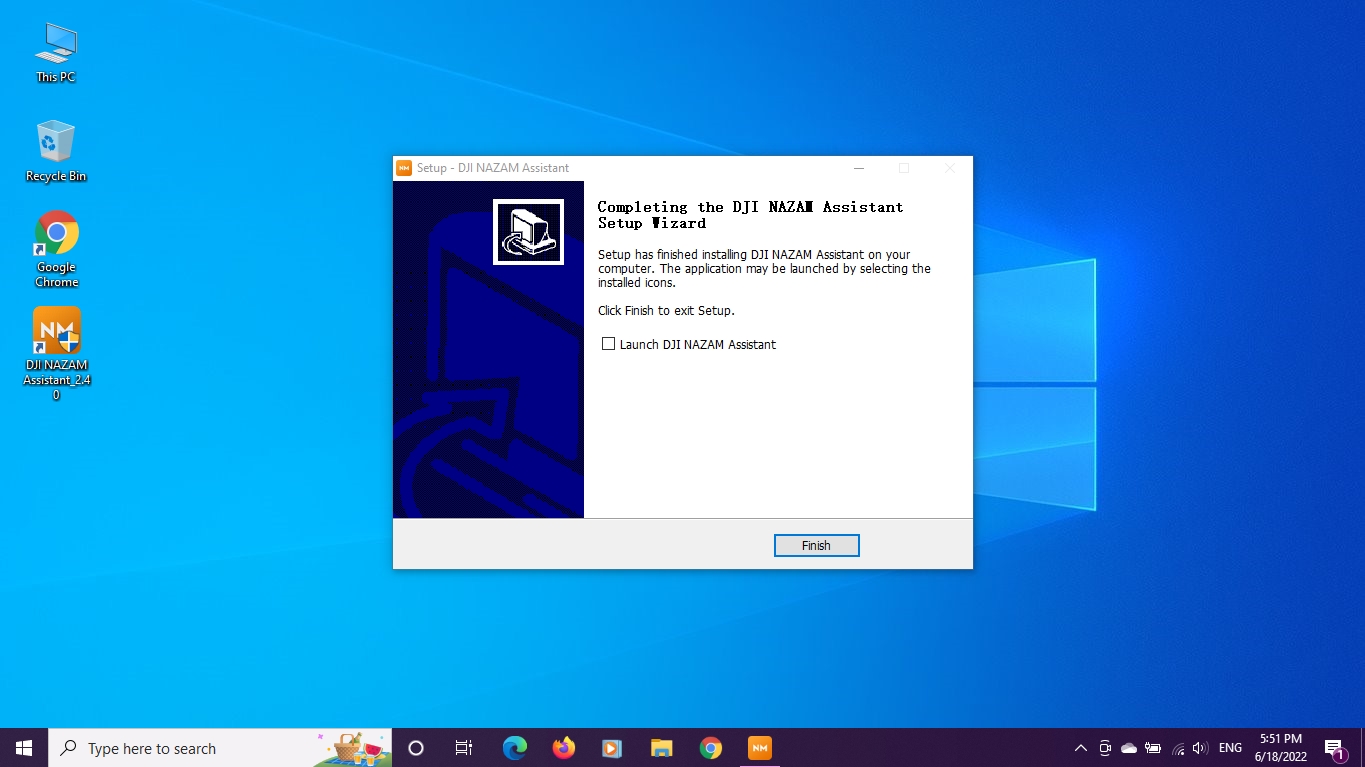 This PC
Recycle Bin
Google
Chrome
NM
DJI NAZAM
Assistant_2.4
0
NM
Setup - DJI NAZAM Assistant
Completing the DJI NAZAM Assistant
Setup Wizard
Setup has finished installing DJI NAZAM Assistant on your
computer. The application may be launched by selecting the
installed icons.
Click Finish to exit Setup.
Launch DJI NAZAM Assistant
Finish
Type here to search
NM
ENG
5:51 PM
6/18/2022
1